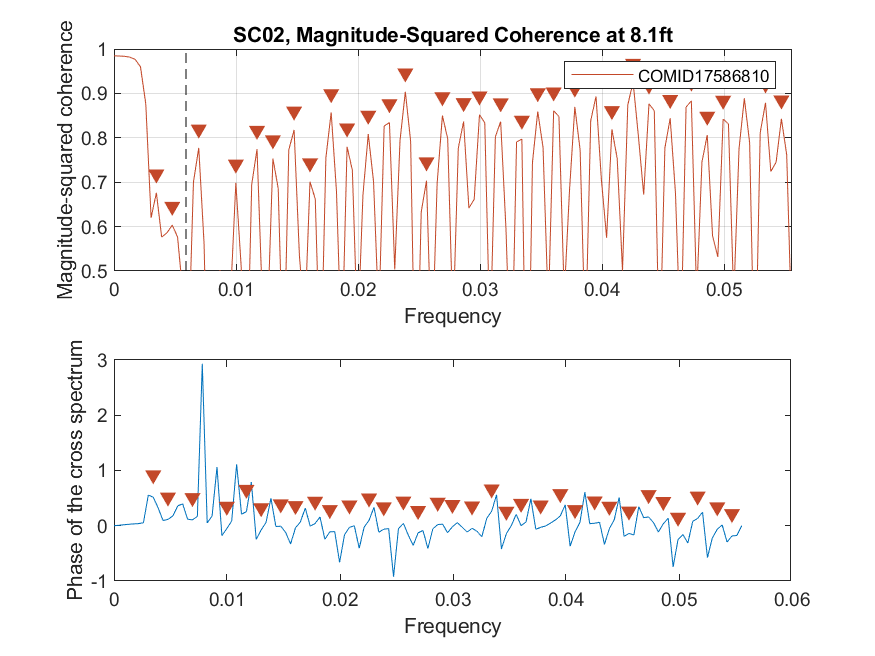 SC02, Magnitude-Squared Coherence at 8.1ft
Magnitude-squared coherence
1
0.9
0.8
0.7
0.6
0.5
COMID17586810
0 0.01 0.02 0.03 0.04 0.05
Frequency
Phase of the cross spectrum
3
2
1
0
-1
0 0.01 0.02 0.03 0.04 0.05 0.06
Frequency